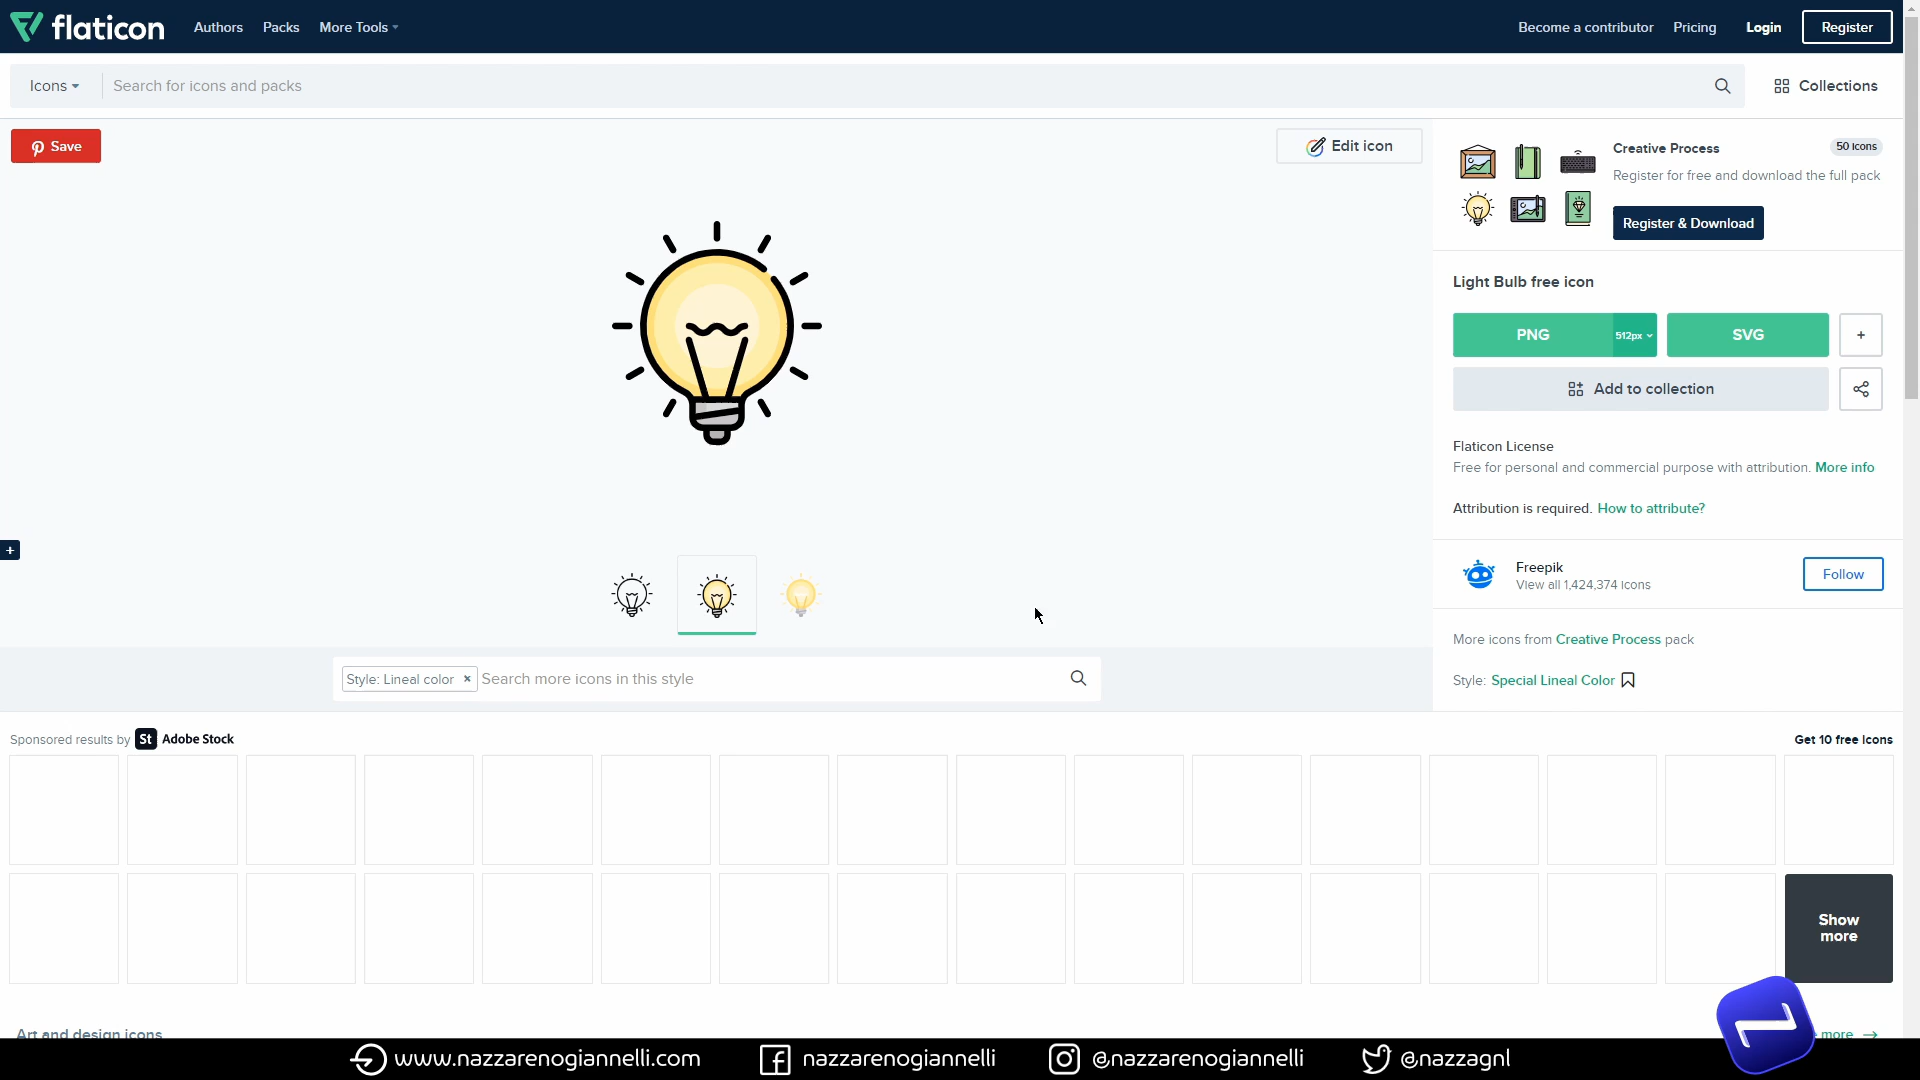 flaticon
Authors
Packs
More Tools
Become a contributor
Pricing
Login
Register
Icons
Search for icons and packs
Collections
Save
Edit icon
Creative Process
50 icons
Register for free and download the full pack
Register & Download
Light Bulb free icon
PNG
512px
SVG
+
Add to collection
Flaticon License
Free for personal and commercial purpose with attribution. More info
Attribution is required. How to attribute?
+
Freepik
View all 1,424,374 icons
Follow
More icons from Creative Process pack
Style: Lineal color ×
Search more icons in this style
Style: Special Lineal Color
Sponsored results by St Adobe Stock
Get 10 free icons
Show
more
Art and design icons
more →
www.nazzarenogiannelli.com
nazzarenogiannelli
@nazzarenogiannelli
@nazzagnl